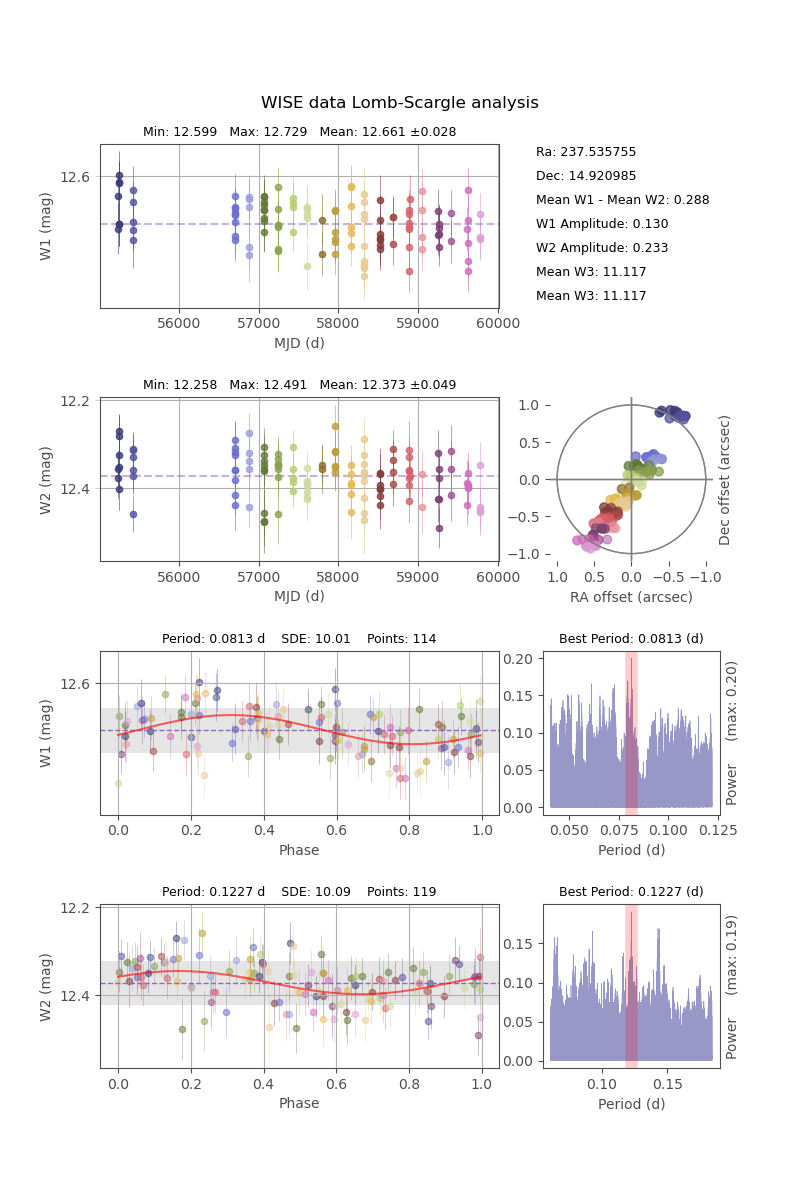 WISE data Lomb-Scargle analysis
Min: 12.599 Max: 12.729 Mean: 12.661 ±0.028
12.6
W1 (mag)
56000 57000 58000 59000 60000
MJD (d)
Ra: 237.535755
Dec: 14.920985
Mean W1 - Mean W2: 0.288
W1 Amplitude: 0.130
W2 Amplitude: 0.233
Mean W3: 11.117
Mean W3: 11.117
Min: 12.258 Max: 12.491 Mean: 12.373 ±0.049
12.2
12.4
W2 (mag)
56000 57000 58000 59000 60000
MJD (d)
1.0
0.5
0.0
−0.5
−1.0
1.0 0.5 0.0 −0.5 −1.0
RA offset (arcsec)
Dec offset (arcsec)
Period: 0.0813 d SDE: 10.01 Points: 114
12.6
W1 (mag)
0.0 0.2 0.4 0.6 0.8 1.0
Phase
Best Period: 0.0813 (d)
0.20
0.15
0.10
0.05
0.00
0.050 0.075 0.100 0.125
Period (d)
Power (max: 0.20)
Period: 0.1227 d SDE: 10.09 Points: 119
12.2
12.4
W2 (mag)
0.0 0.2 0.4 0.6 0.8 1.0
Phase
Best Period: 0.1227 (d)
0.15
0.10
0.05
0.00
0.10 0.15
Period (d)
Power (max: 0.19)